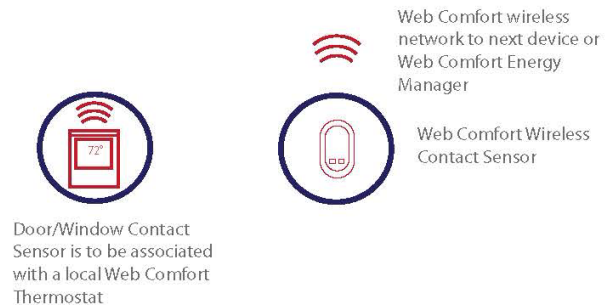 Web Comfort wireless
network to next device or
Web Comfort Energy
Manager
Web Comfort Wireless
Contact Sensor
72°
Door/Window Contact
Sensor is to be associated
with a local Web Comfort
Thermostat